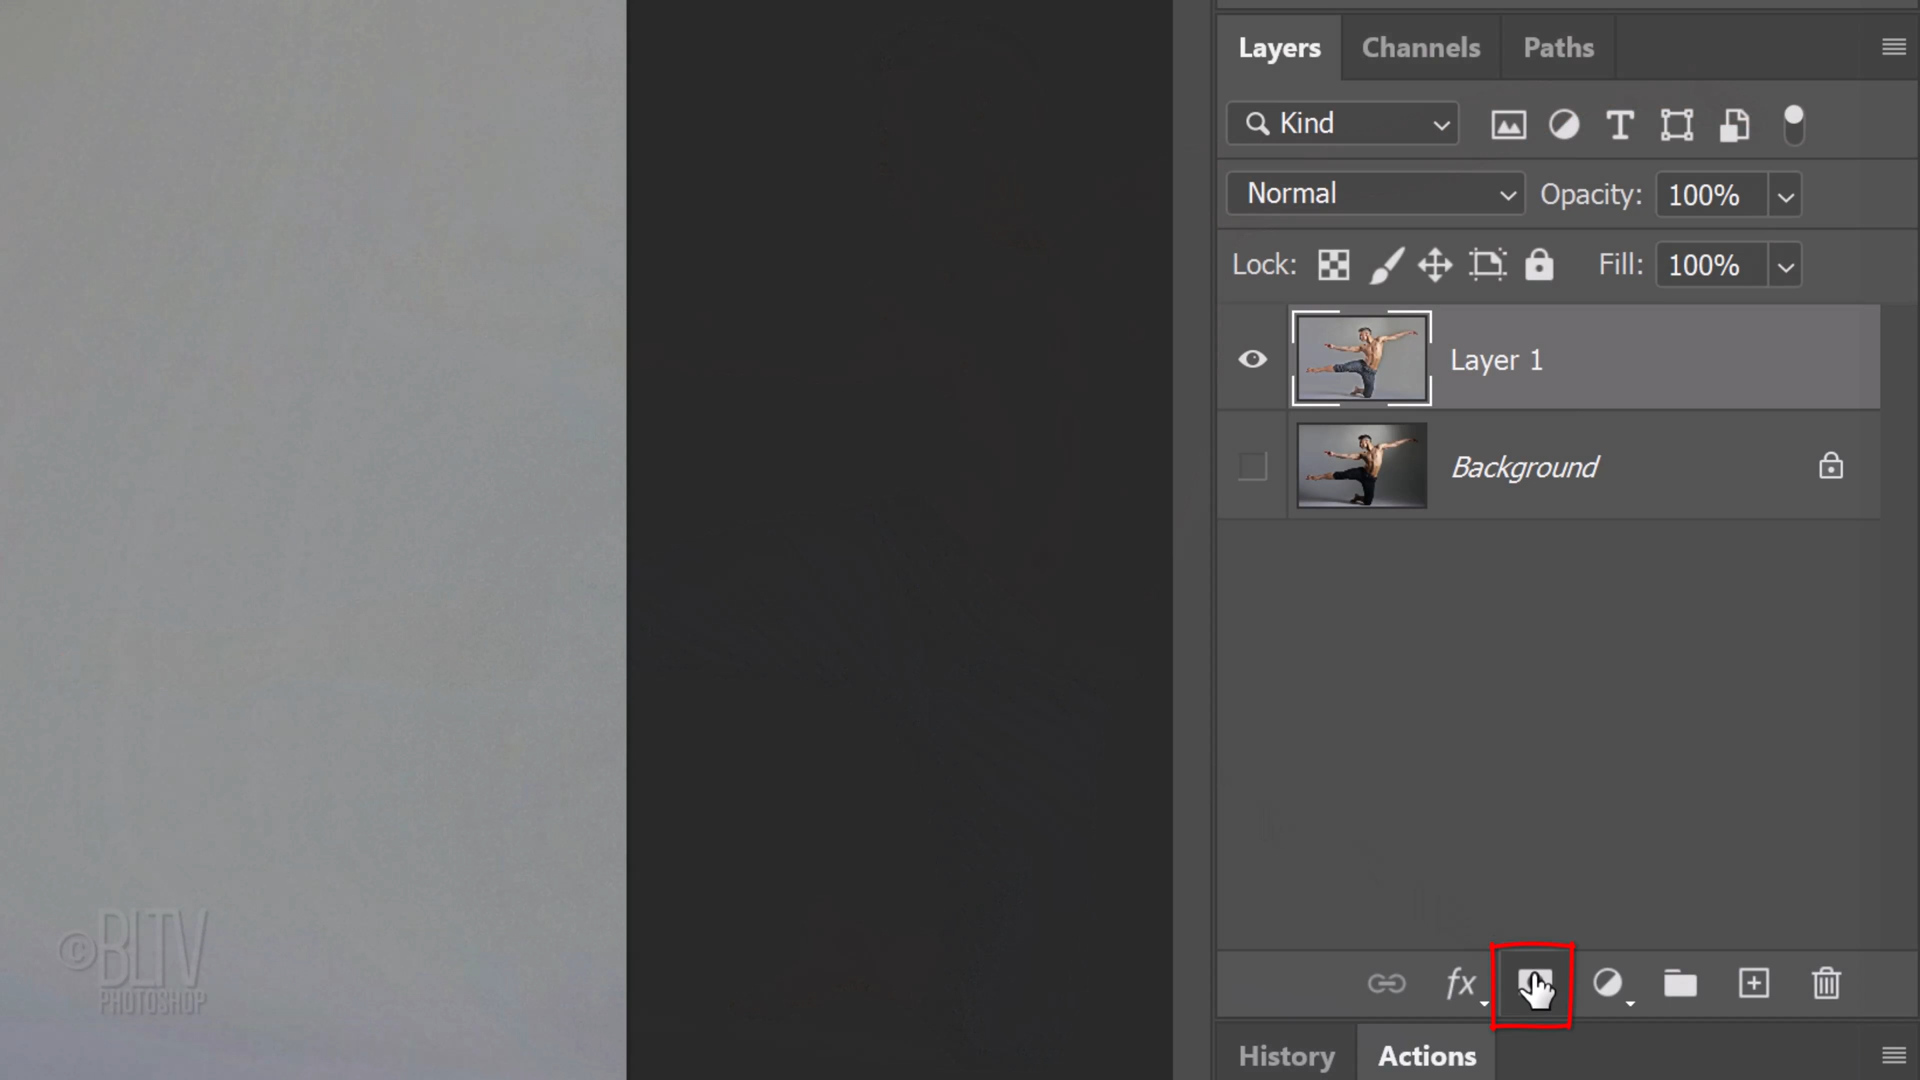 Layers Channels Paths
Kind
Normal Opacity: 100%
Lock: Fill: 100%
Layer 1
Background
fx
History Actions
©BLTV
PHOTOSHOP